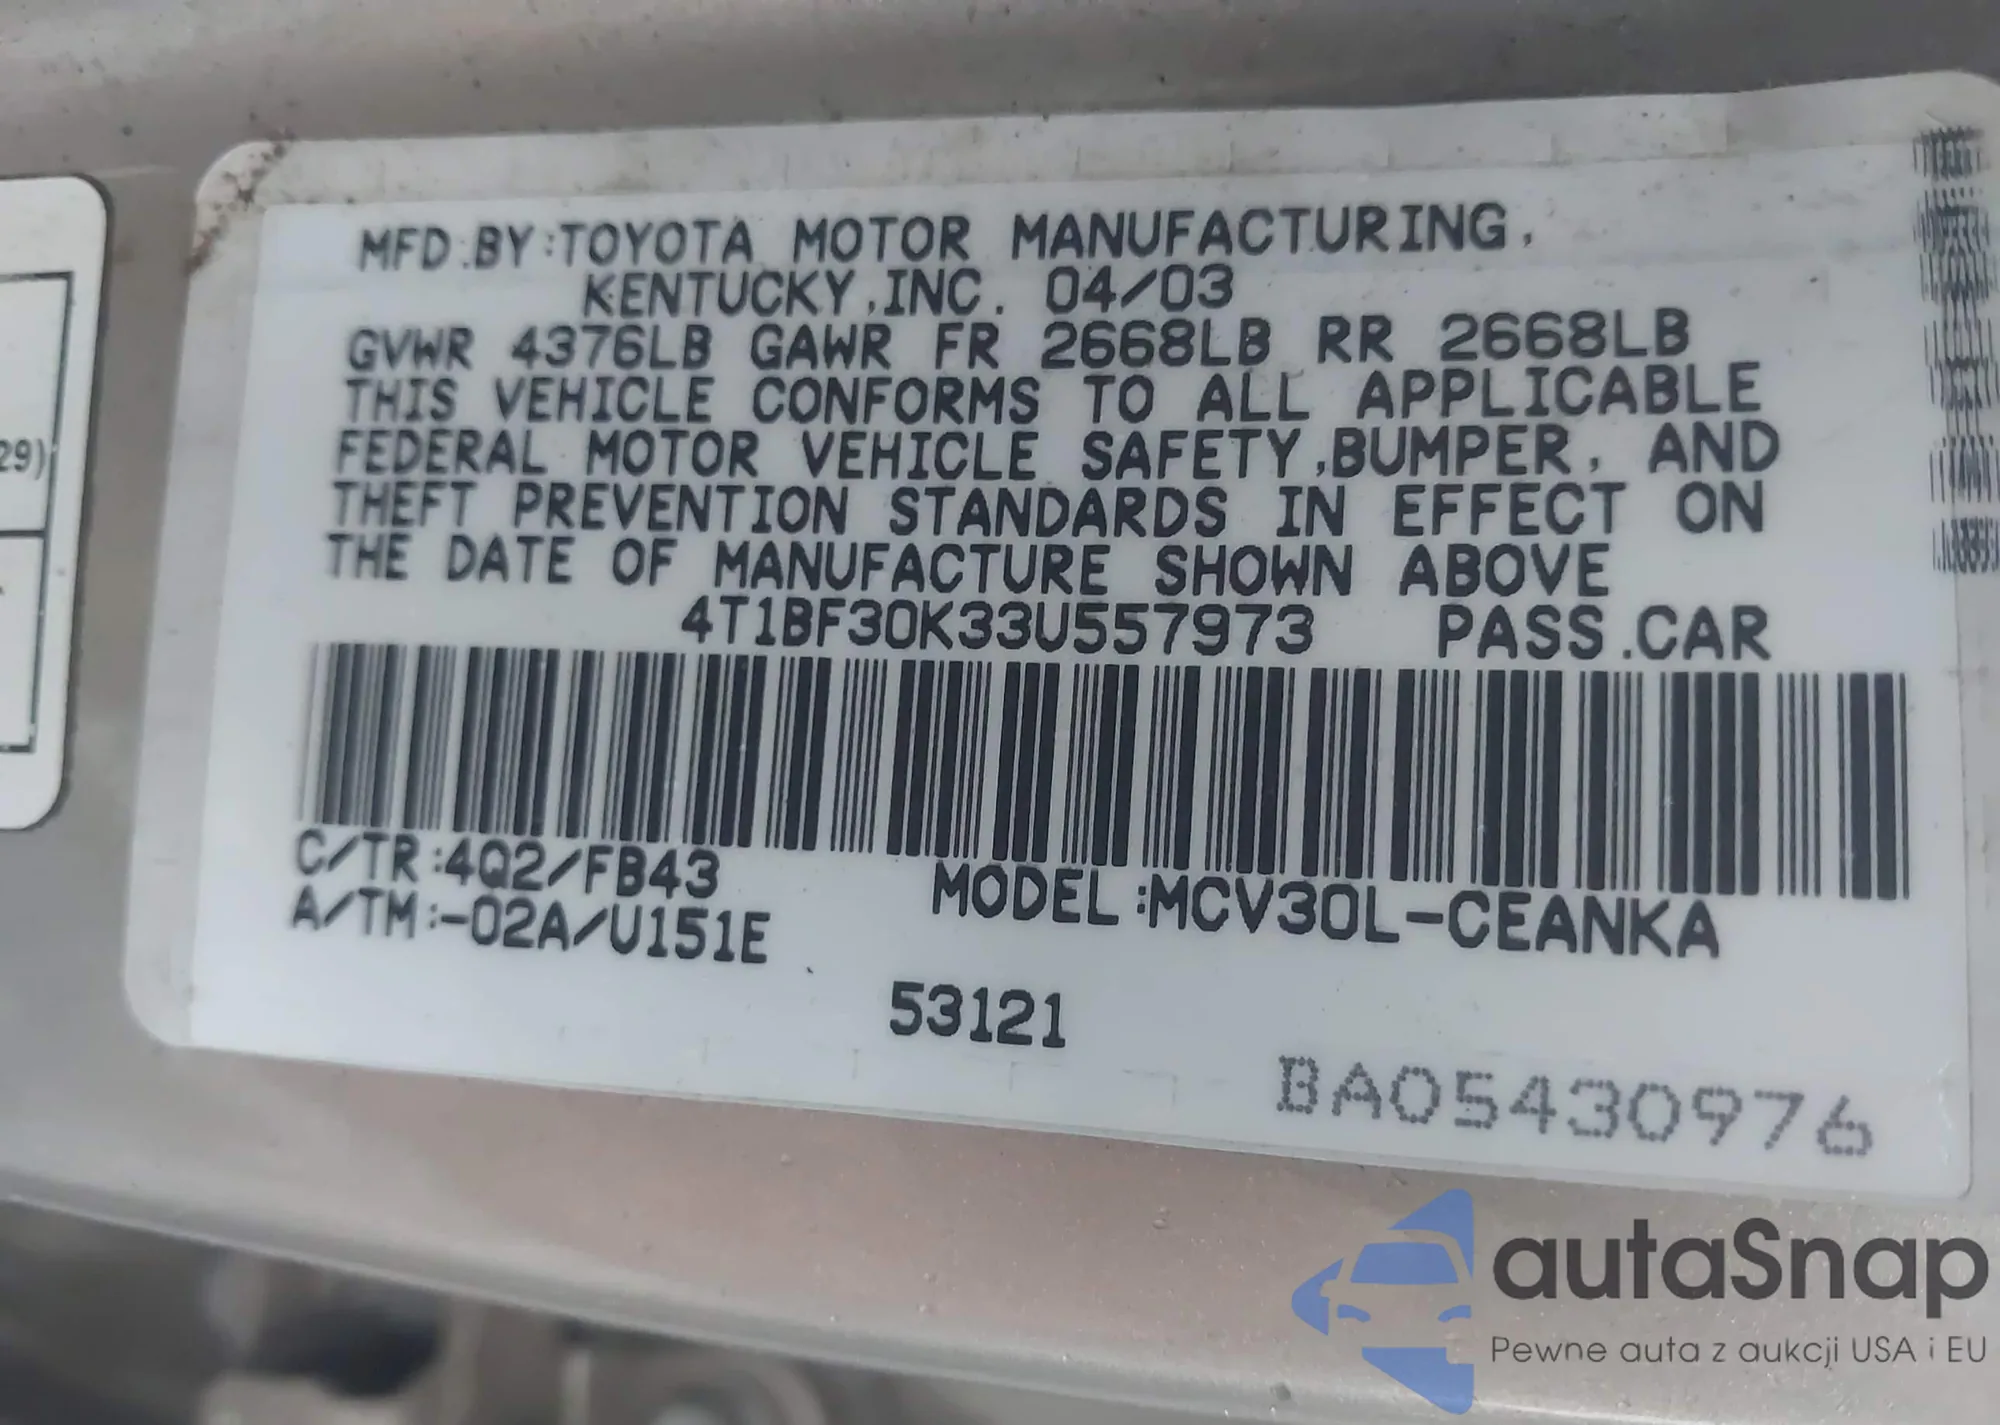 29)
MFD.BY:TOYOTA MOTOR MANUFACTURING,
KENTUCKY,INC. 04/03
GVWR 4376LB GAWR FR 2668LB RR 2668LB
THIS VEHICLE CONFORMS TO ALL APPLICABLE
FEDERAL MOTOR VEHICLE SAFETY,BUMPER, AND
THEFT PREVENTION STANDARDS IN EFFECT ON
THE DATE OF MANUFACTURE SHOWN ABOVE
4T1BF30K33U557973 PASS.CAR
C/TR:4Q2/FB43
A/TM:-02A/U151E
MODEL:MCV30L-CEANKA
53121
BA05430976
autaSnap
Pewne auta z aukcji USA i EU